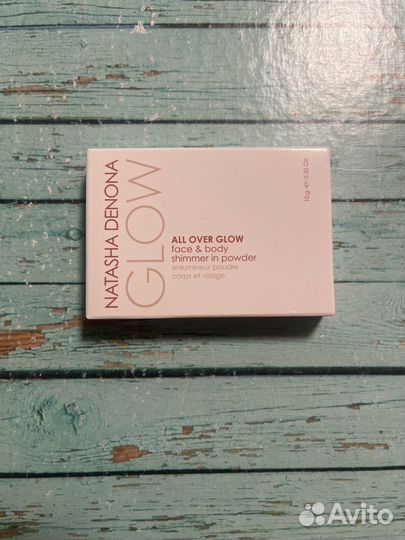 NATASHA DENONA
GLOW
ALL OVER GLOW
face & body
shimmer in powder
enlumineur poudre
corps et visage
10 g ℮ 0.35 Oz
Avito